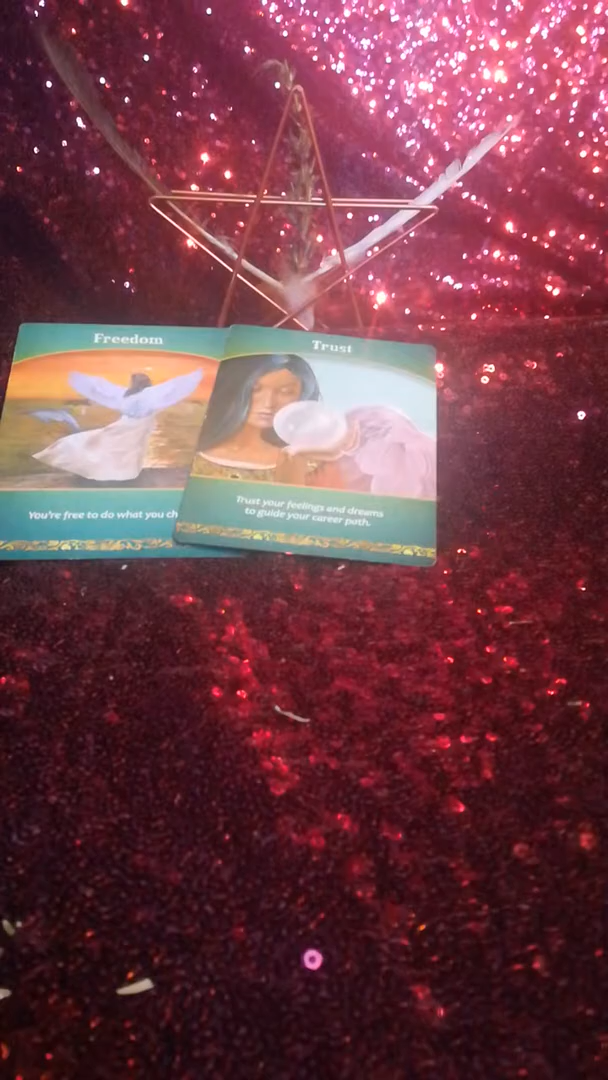 Freedom
You're free to do what you ch
Trust
Trust your feelings and dreams
to guide your career path.